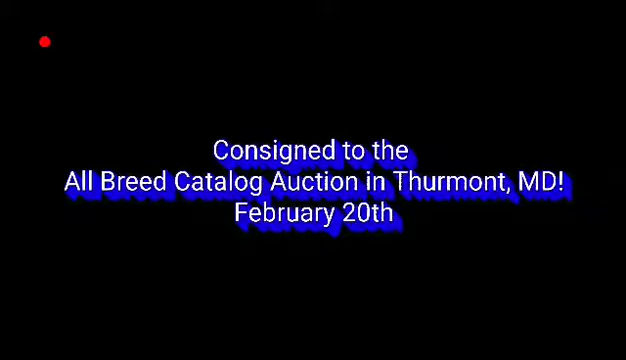 Consigned to the
All Breed Catalog Auction in Thurmont, MD!
February 20th